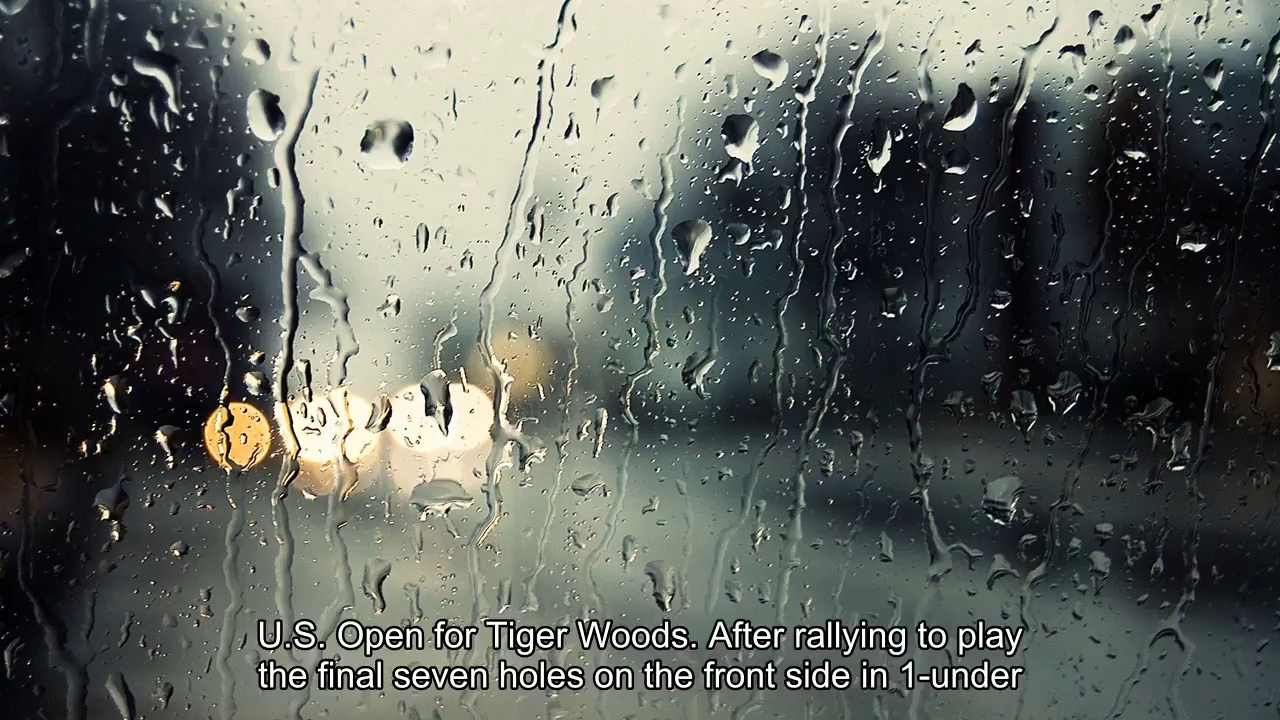 U.S. Open for Tiger Woods. After rallying to play
the final seven holes on the front side in 1-under